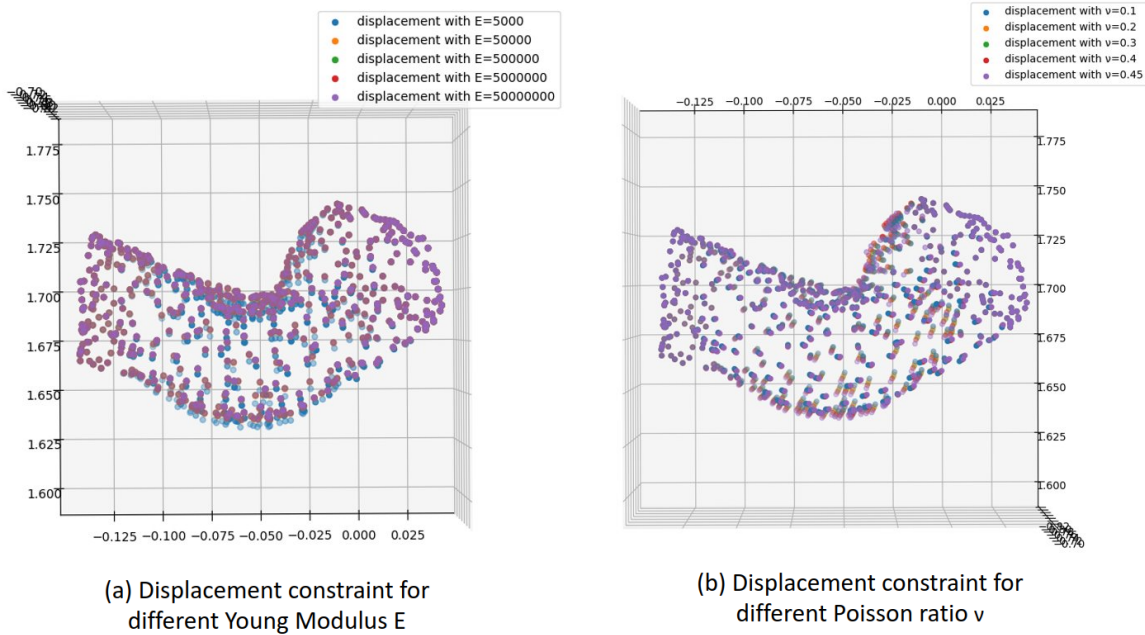 displacement with E=5000
displacement with E=50000
displacement with E=500000
displacement with E=5000000
displacement with E=50000000
1.775
1.750
1.725
1.700
1.675
1.650
1.625
1.600
−0.125 −0.100 −0.075 −0.050 −0.025 0.000 0.025
(a) Displacement constraint for
different Young Modulus E
displacement with ν=0.1
displacement with ν=0.2
displacement with ν=0.3
displacement with ν=0.4
displacement with ν=0.45
−0.125 −0.100 −0.075 −0.050 −0.025 0.000 0.025
1.775
1.750
1.725
1.700
1.675
1.650
1.625
1.600
−0.70
(b) Displacement constraint for
different Poisson ratio ν